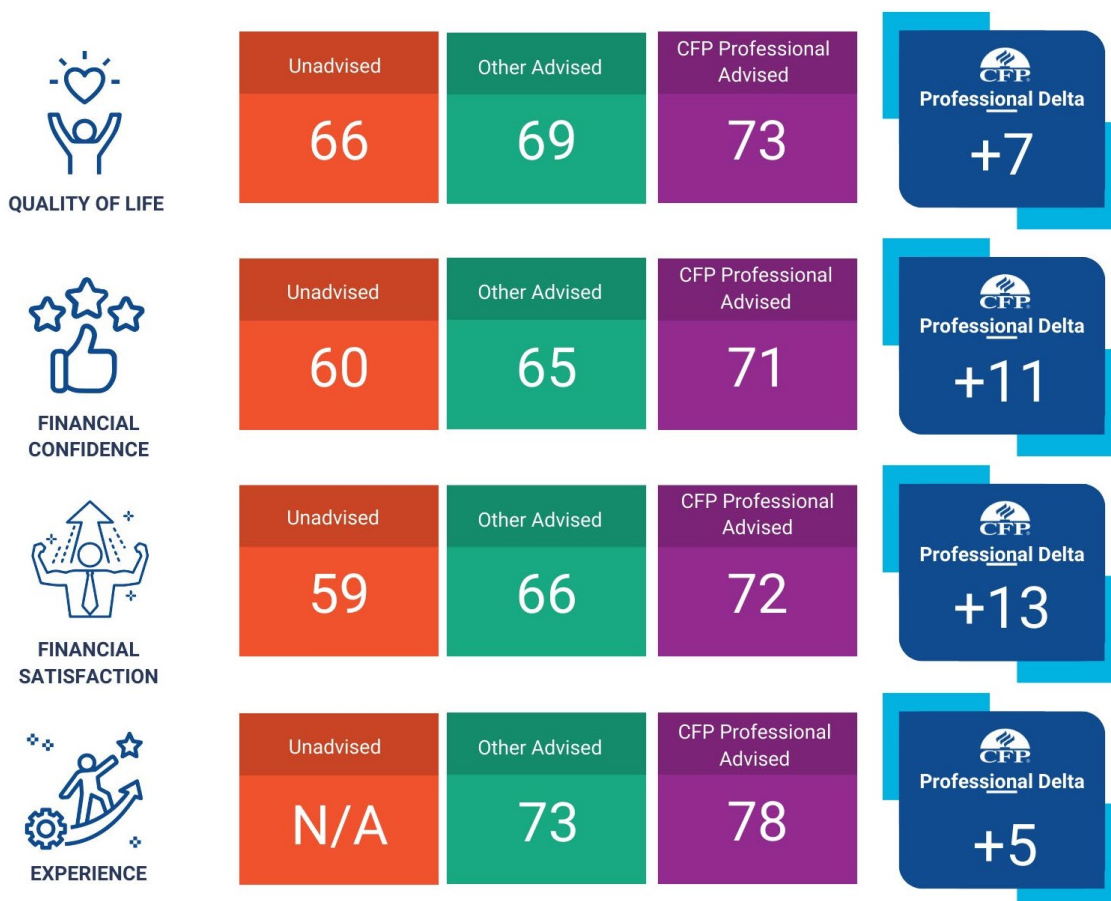 QUALITY OF LIFE
Unadvised
66
Other Advised
69
CFP Professional
Advised
73
CFP®
Professional Delta
+7
FINANCIAL
CONFIDENCE
Unadvised
60
Other Advised
65
CFP Professional
Advised
71
CFP®
Professional Delta
+11
FINANCIAL
SATISFACTION
Unadvised
59
Other Advised
66
CFP Professional
Advised
72
CFP®
Professional Delta
+13
EXPERIENCE
Unadvised
N/A
Other Advised
73
CFP Professional
Advised
78
CFP®
Professional Delta
+5